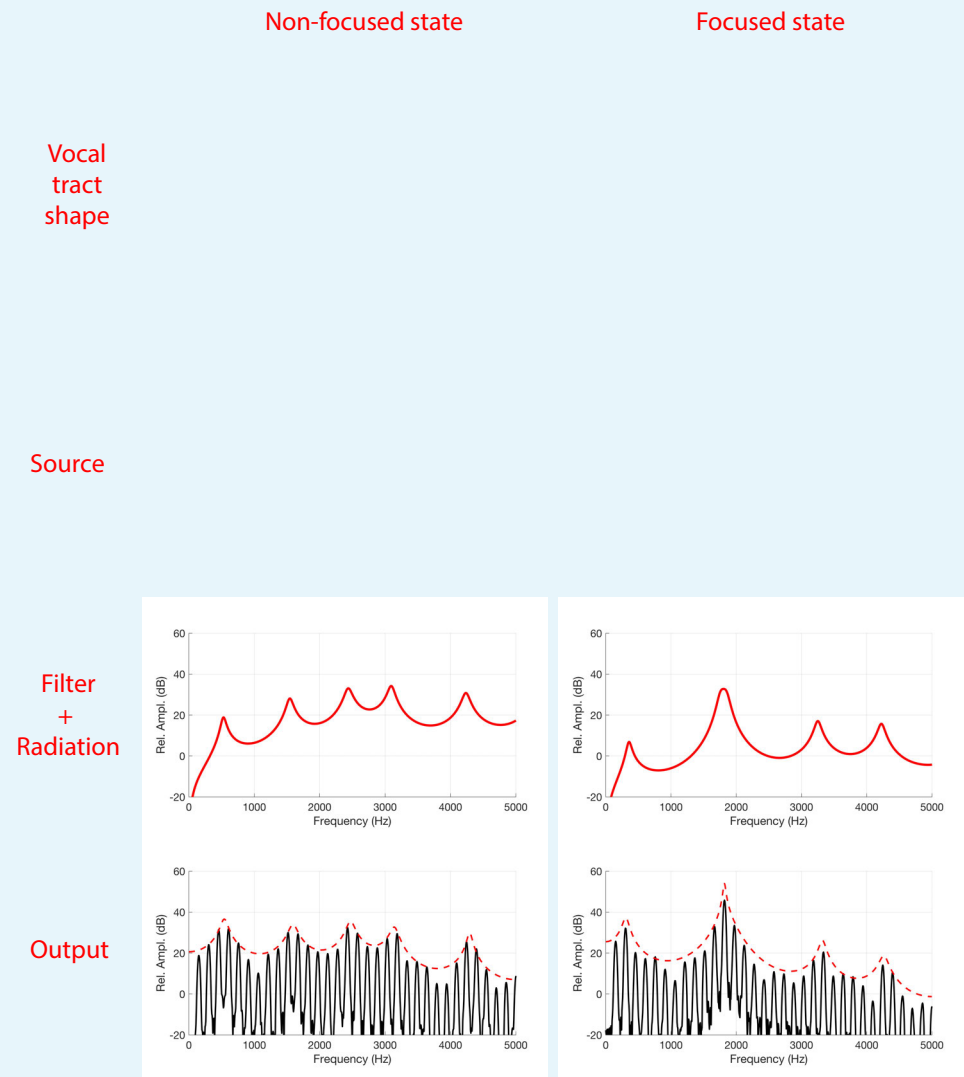 Non-focused state
Focused state
Vocal
tract
shape
Source
Filter
+
Radiation
60
40
20
0
-20
Rel. Ampl. (dB)
0 1000 2000 3000 4000 5000
Frequency (Hz)
60
40
20
0
-20
Rel. Ampl. (dB)
0 1000 2000 3000 4000 5000
Frequency (Hz)
Output
60
40
20
0
-20
Rel. Ampl. (dB)
0 1000 2000 3000 4000 5000
Frequency (Hz)
60
40
20
0
-20
Rel. Ampl. (dB)
0 1000 2000 3000 4000 5000
Frequency (Hz)